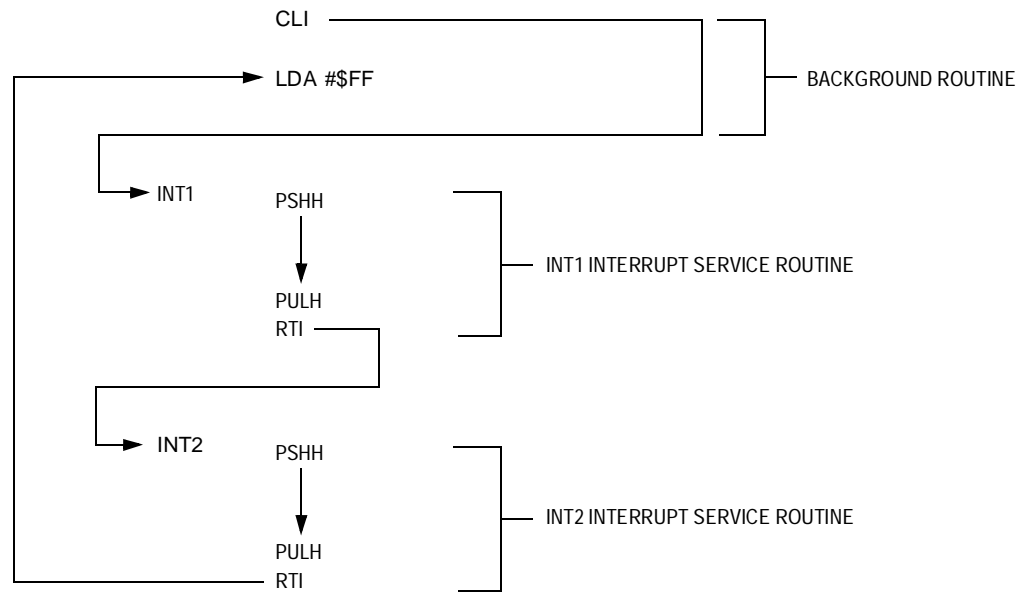 CLI
LDA #$FF
BACKGROUND ROUTINE
INT1
PSHH
INT1 INTERRUPT SERVICE ROUTINE
PULH
RTI
INT2
PSHH
INT2 INTERRUPT SERVICE ROUTINE
PULH
RTI